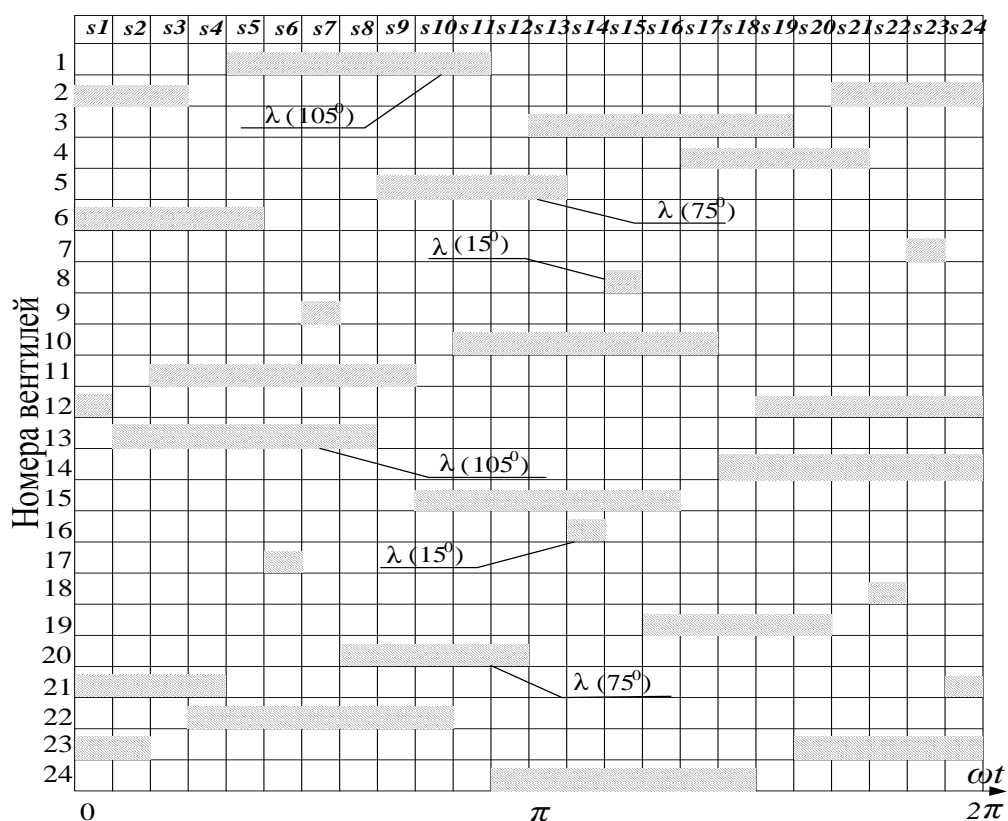 s1 s2 s3 s4 s5 s6 s7 s8 s9 s10 s11 s12 s13 s14 s15 s16 s17 s18 s19 s20 s21 s22 s23 s24
1
2
λ (105⁰)
3
4
5
λ (75⁰)
6
λ (15⁰)
7
8
9
10
11
12
13
λ (105⁰)
14
15
16
λ (15⁰)
17
18
19
20
λ (75⁰)
21
22
23
24
Номера вентилей
ωt
0 π 2π